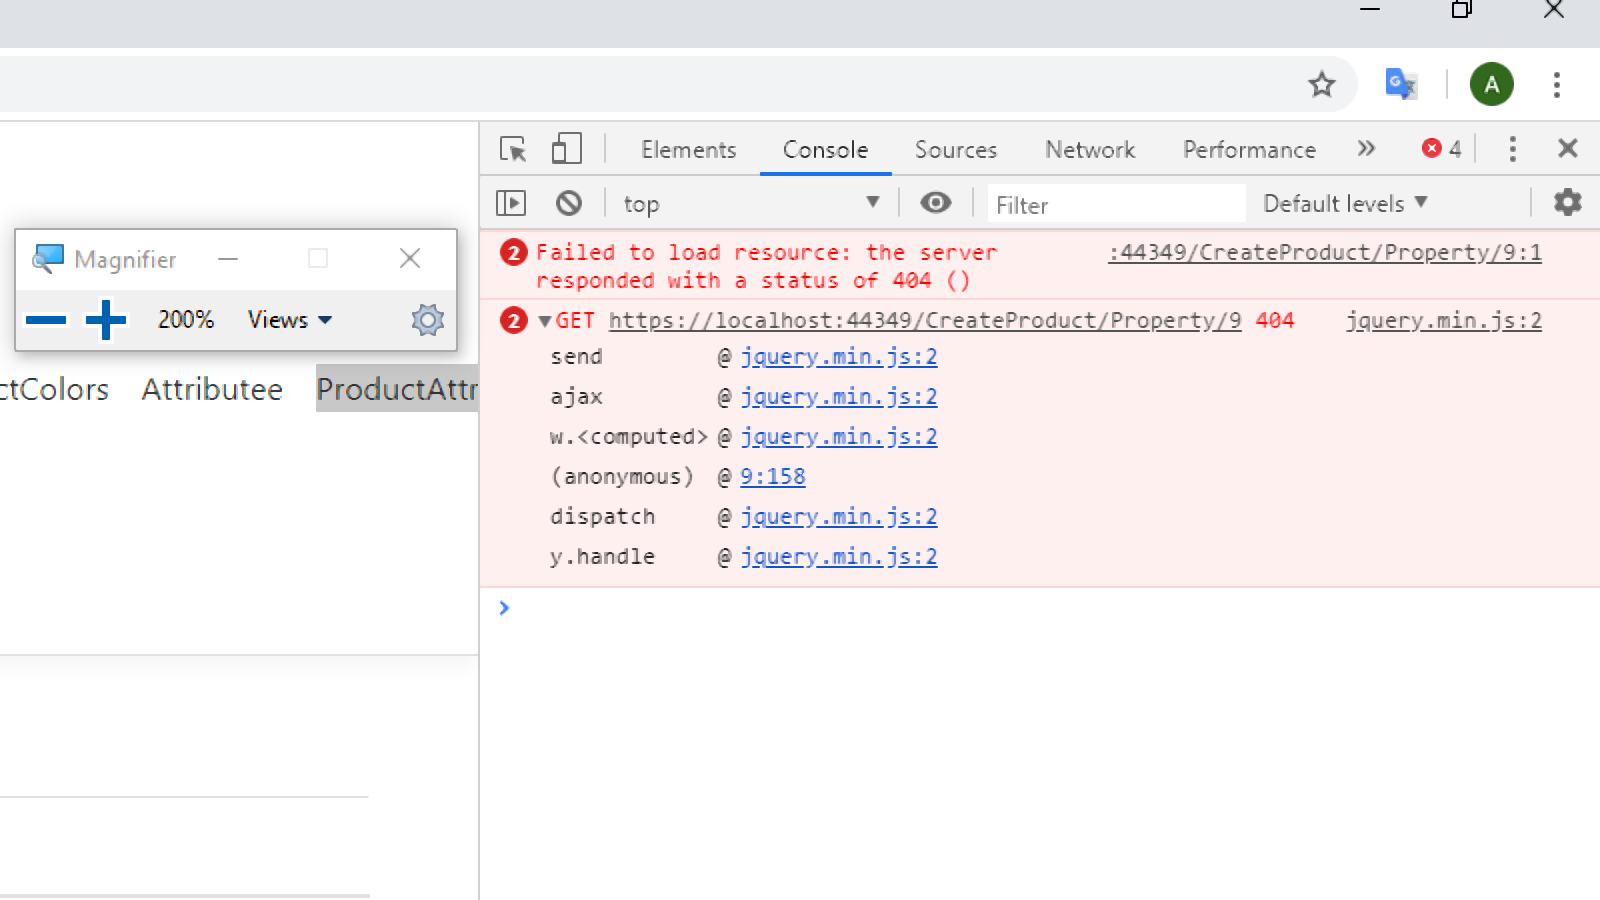 A
Elements Console Sources Network Performance » 4
top Filter Default levels
Magnifier
200% Views
ctColors Attributee ProductAttr
2 Failed to load resource: the server :44349/CreateProduct/Property/9:1
responded with a status of 404 ()
2 GET https://localhost:44349/CreateProduct/Property/9 404 jquery.min.js:2
send @ jquery.min.js:2
ajax @ jquery.min.js:2
w.<computed> @ jquery.min.js:2
(anonymous) @ 9:158
dispatch @ jquery.min.js:2
y.handle @ jquery.min.js:2